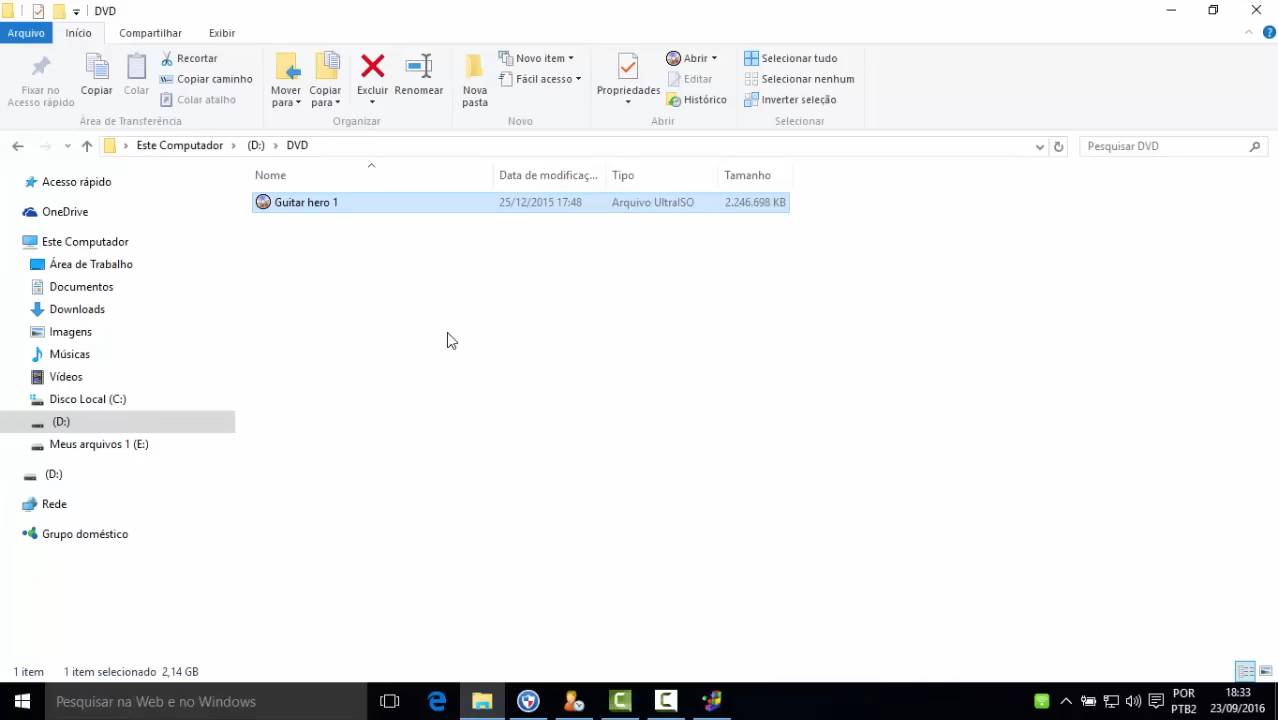 DVD
Arquivo Início Compartilhar Exibir
Fixar no Acesso rápido
Copiar
Colar
Recortar
Copiar caminho
Colar atalho
Área de Transferência
Mover para
Copiar para
Excluir
Renomear
Organizar
Nova pasta
Novo item
Fácil acesso
Novo
Propriedades
Abrir
Editar
Histórico
Abrir
Selecionar tudo
Selecionar nenhum
Inverter seleção
Selecionar
Este Computador > (D:) > DVD
Pesquisar DVD
Nome Data de modificaç... Tipo Tamanho
Guitar hero 1 25/12/2015 17:48 Arquivo UltraISO 2.246.698 KB
Acesso rápido
OneDrive
Este Computador
Área de Trabalho
Documentos
Downloads
Imagens
Músicas
Vídeos
Disco Local (C:)
(D:)
Meus arquivos 1 (E:)
(D:)
Rede
Grupo doméstico
1 item 1 item selecionado 2,14 GB
Pesquisar na Web e no Windows
POR
PTB2
18:33
23/09/2016